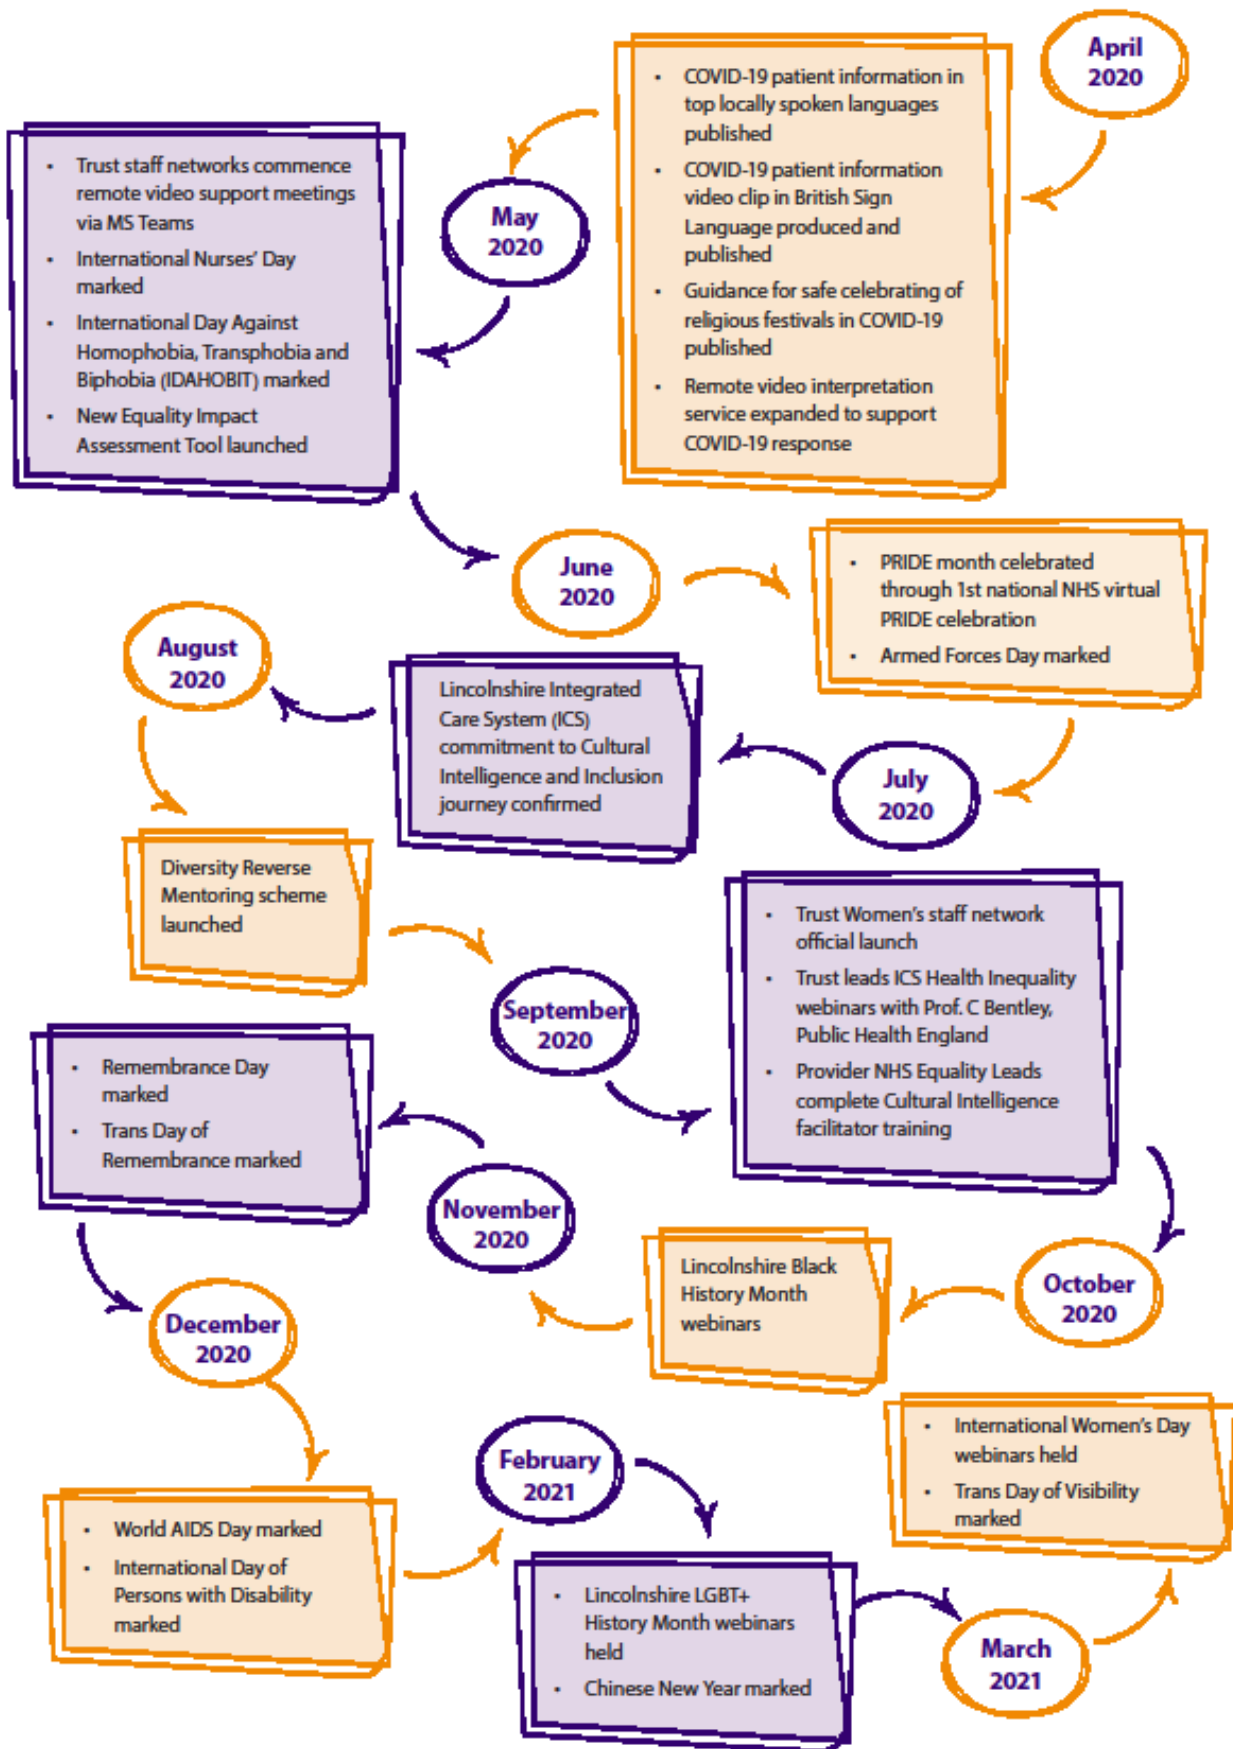 April
2020
• COVID-19 patient information in
top locally spoken languages
published
• COVID-19 patient information
video clip in British Sign
Language produced and
published
• Guidance for safe celebrating of
religious festivals in COVID-19
published
• Remote video interpretation
service expanded to support
COVID-19 response
May
2020
• Trust staff networks commence
remote video support meetings
via MS Teams
• International Nurses’ Day
marked
• International Day Against
Homophobia, Transphobia and
Biphobia (IDAHOBIT) marked
• New Equality Impact
Assessment Tool launched
June
2020
• PRIDE month celebrated
through 1st national NHS virtual
PRIDE celebration
• Armed Forces Day marked
July
2020
Lincolnshire Integrated
Care System (ICS)
commitment to Cultural
Intelligence and Inclusion
journey confirmed
August
2020
Diversity Reverse
Mentoring scheme
launched
September
2020
• Trust Women’s staff network
official launch
• Trust leads ICS Health Inequality
webinars with Prof. C Bentley,
Public Health England
• Provider NHS Equality Leads
complete Cultural Intelligence
facilitator training
October
2020
Lincolnshire Black
History Month
webinars
November
2020
• Remembrance Day
marked
• Trans Day of
Remembrance marked
December
2020
• World AIDS Day marked
• International Day of
Persons with Disability
marked
February
2021
• Lincolnshire LGBT+
History Month webinars
held
• Chinese New Year marked
March
2021
• International Women’s Day
webinars held
• Trans Day of Visibility
marked